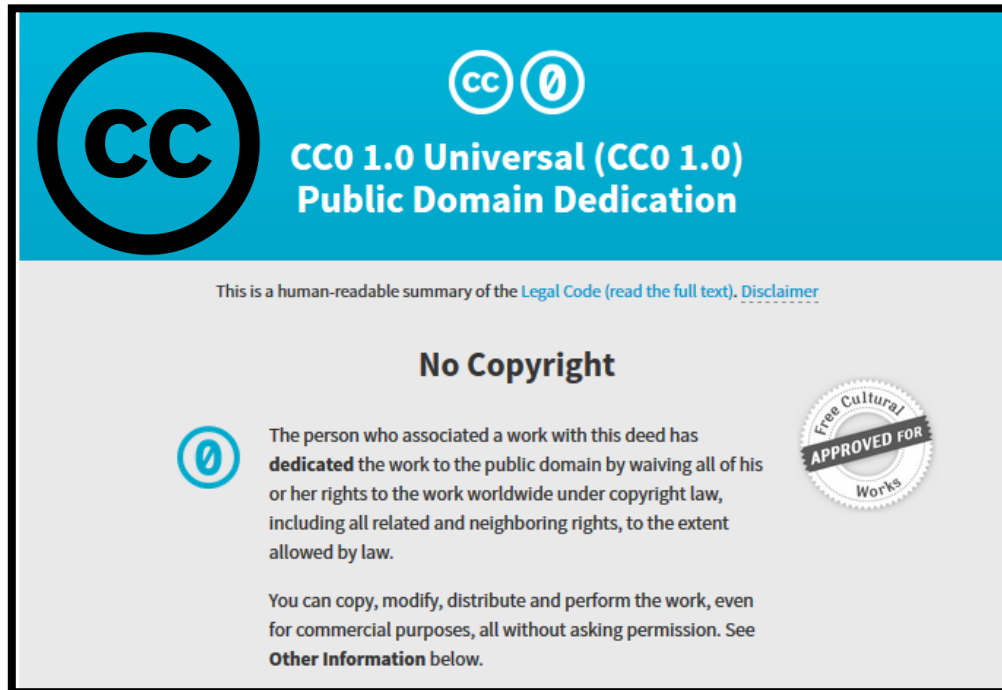 cc
cc 0
CC0 1.0 Universal (CC0 1.0)
Public Domain Dedication
This is a human-readable summary of the Legal Code (read the full text). Disclaimer
No Copyright
0
The person who associated a work with this deed has
dedicated the work to the public domain by waiving all of his
or her rights to the work worldwide under copyright law,
including all related and neighboring rights, to the extent
allowed by law.
You can copy, modify, distribute and perform the work, even
for commercial purposes, all without asking permission. See
Other Information below.
Free Cultural
APPROVED FOR
Works